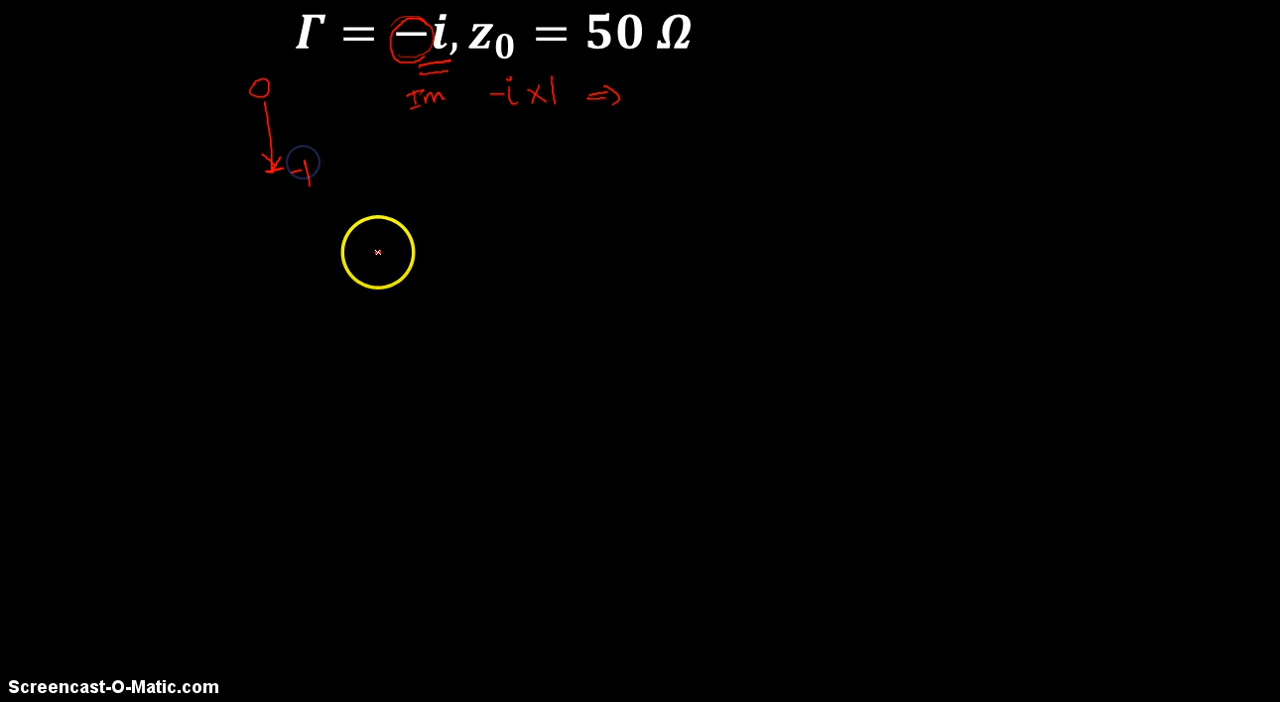 Γ = −i, z₀ = 50 Ω
Im -i x 1 =>
0
-1
Screencast-O-Matic.com